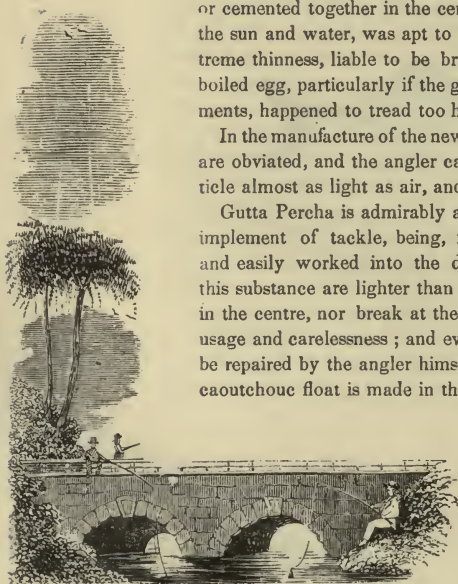 or cemented together in the cen
the sun and water, was apt to
treme thinness, liable to be br
boiled egg, particularly if the g
ments, happened to tread too h
In the manufacture of the new
are obviated, and the angler ca
ticle almost as light as air, and
Gutta Percha is admirably a
implement of tackle, being,
and easily worked into the d
this substance are lighter than
in the centre, nor break at the
usage and carelessness ; and ev
be repaired by the angler hims
caoutchouc float is made in th